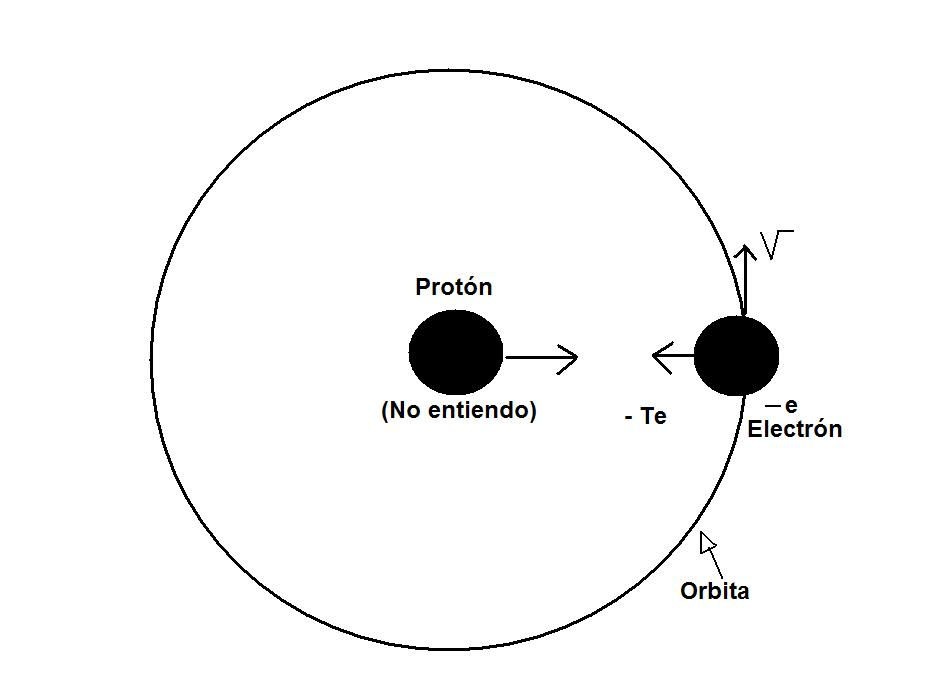 √
Protón
(No entiendo)
- Te
— e
Electrón
Orbita